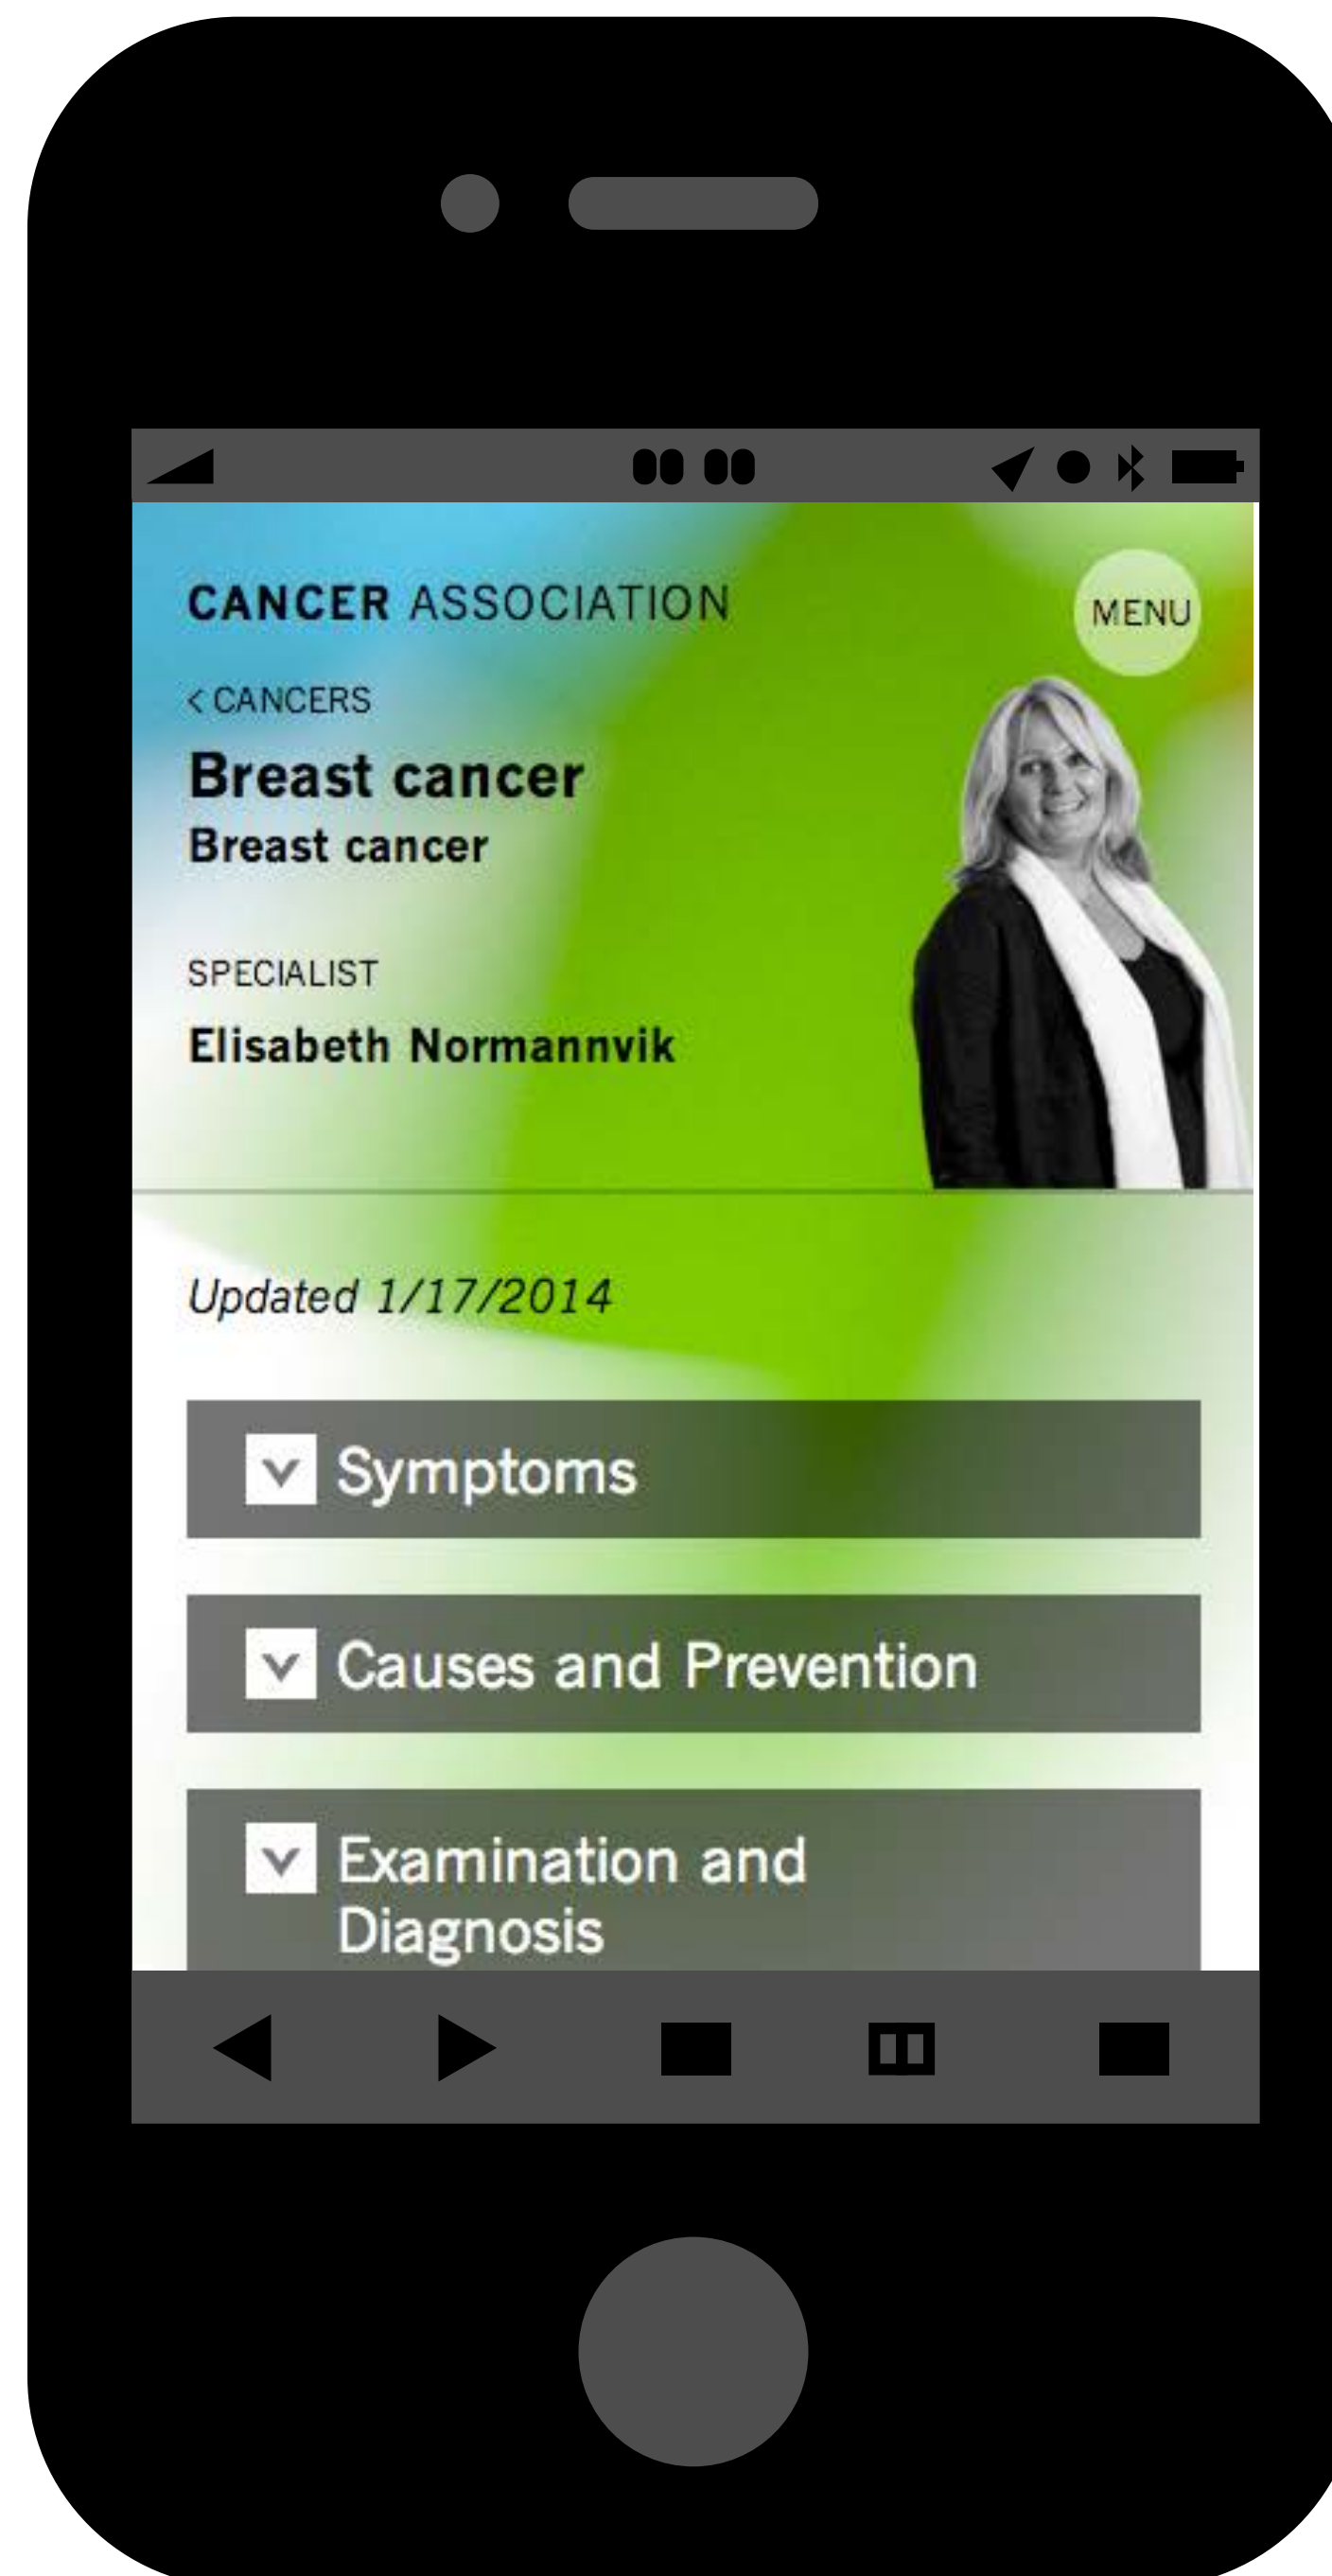 CANCER ASSOCIATION
MENU
< CANCERS
Breast cancer
Breast cancer
SPECIALIST
Elisabeth Normannvik
Updated 1/17/2014
Symptoms
Causes and Prevention
Examination and
Diagnosis